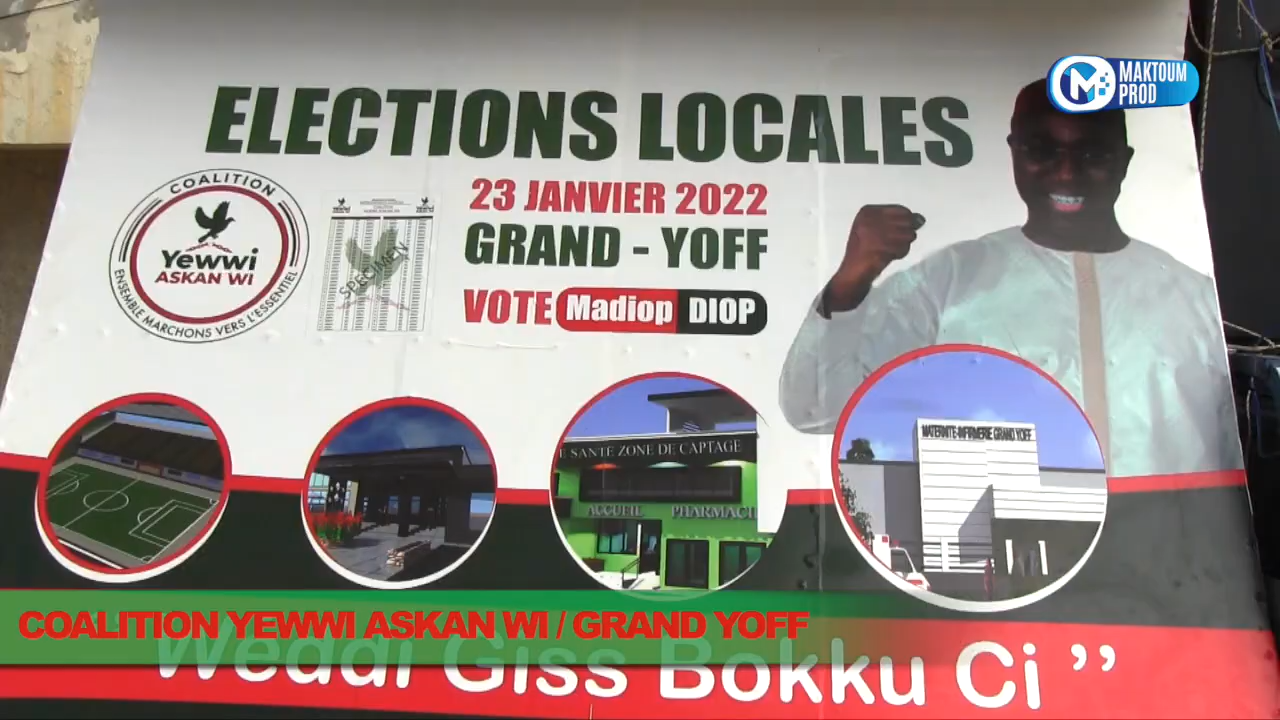 MAKTOUM
PROD
ELECTIONS LOCALES
23 JANVIER 2022
GRAND - YOFF
VOTE Madiop DIOP
COALITION
Yewwi
ASKAN WI
ENSEMBLE MARCHONS VERS L'ESSENTIEL
SPECIMEN
E SANTE ZONE DE CAPTAGE
ACCUEIL PHARMACI
MATERNITE-INFIRMERIE GRAND YOFF
COALITION YEWWI ASKAN WI / GRAND YOFF
Weddi Giss Bokku Ci ’’